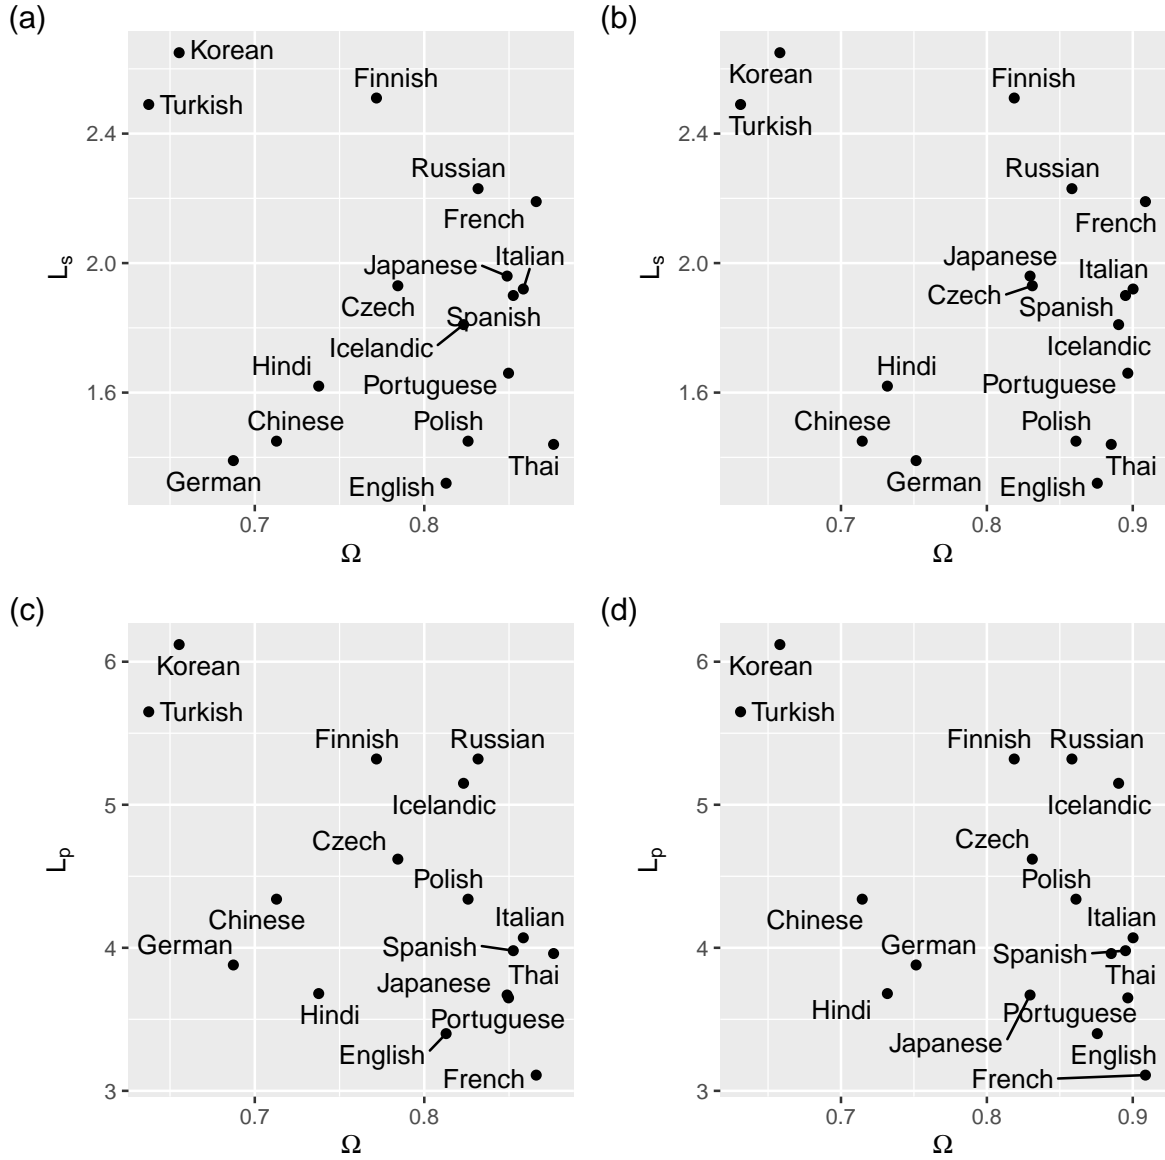 (a)
Korean
Finnish
Turkish
2.4
Russian
French
Italian
2.0
Japanese
Czech
Spanish
Icelandic
Hindi
Portuguese
1.6
Chinese
Polish
Thai
German
English
0.7
0.8
Ls
Ω
(b)
Korean
Finnish
Turkish
2.4
Russian
French
Japanese
Italian
2.0
Czech
Spanish
Icelandic
Hindi
Portuguese
1.6
Chinese
Polish
Thai
German
English
0.7
0.8
0.9
Ls
Ω
(c)
6
Korean
Turkish
Finnish
Russian
5
Icelandic
Czech
Polish
Chinese
Italian
German
Spanish
4
Thai
Japanese
Hindi
Portuguese
English
French
3
0.7
0.8
Lp
Ω
(d)
6
Korean
Turkish
Finnish
Russian
5
Icelandic
Czech
Polish
Chinese
Italian
German
Spanish
4
Thai
Hindi
Portuguese
Japanese
English
French
3
0.7
0.8
0.9
Lp
Ω